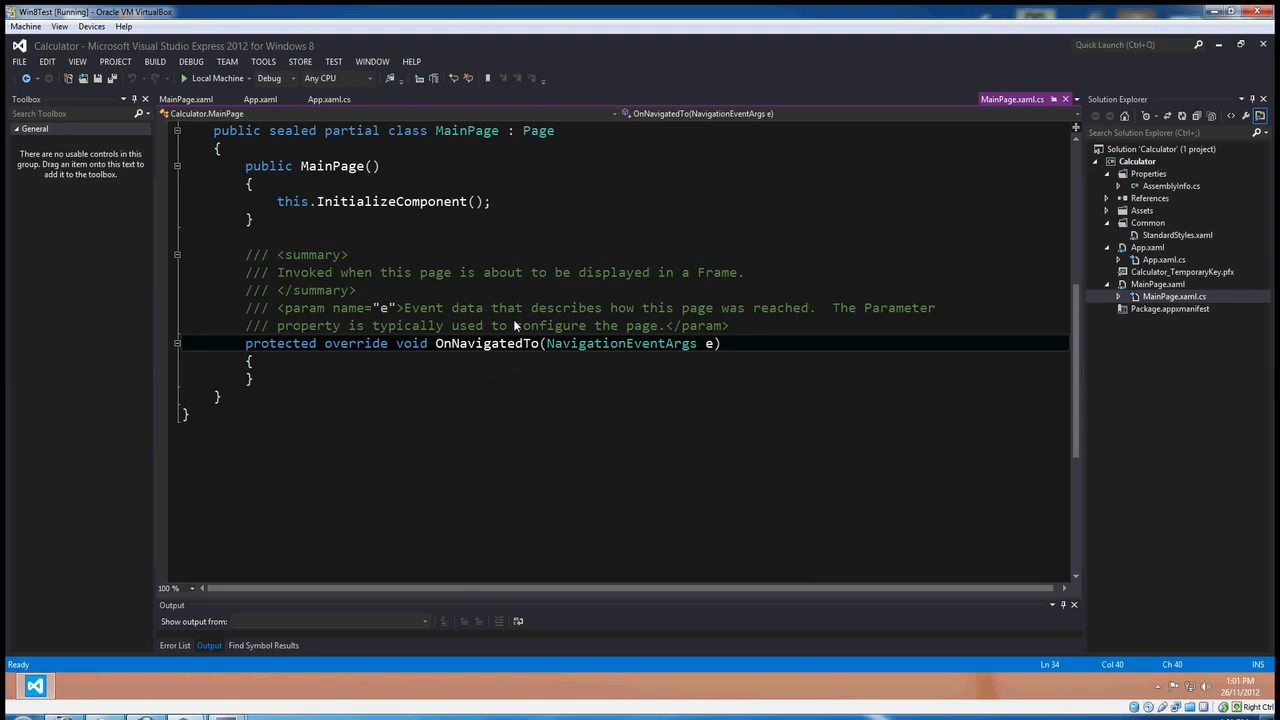 Win8Test [Running] - Oracle VM VirtualBox
Machine View Devices Help
Calculator - Microsoft Visual Studio Express 2012 for Windows 8
Quick Launch (Ctrl+Q)
FILE EDIT VIEW PROJECT BUILD DEBUG TEAM TOOLS STORE TEST WINDOW HELP
Local Machine Debug Any CPU
Toolbox
MainPage.xaml App.xaml App.xaml.cs MainPage.xaml.cs
Solution Explorer
Search Toolbox
Calculator.MainPage OnNavigatedTo(NavigationEventArgs e)
General
There are no usable controls in this
group. Drag an item onto this text to
add it to the toolbox.
public sealed partial class MainPage : Page
{
public MainPage()
{
this.InitializeComponent();
}
/// <summary>
/// Invoked when this page is about to be displayed in a Frame.
/// </summary>
/// <param name="e">Event data that describes how this page was reached.  The Parameter
/// property is typically used to configure the page.</param>
protected override void OnNavigatedTo(NavigationEventArgs e)
{
}
}
}
100 %
Search Solution Explorer (Ctrl+;)
Solution 'Calculator' (1 project)
Calculator
Properties
AssemblyInfo.cs
References
Assets
Common
StandardStyles.xaml
App.xaml
App.xaml.cs
Calculator_TemporaryKey.pfx
MainPage.xaml
MainPage.xaml.cs
Package.appxmanifest
Output
Show output from:
Error List Output Find Symbol Results
Ready Ln 34 Col 40 Ch 40 INS
1:01 PM
26/11/2012
Right Ctrl